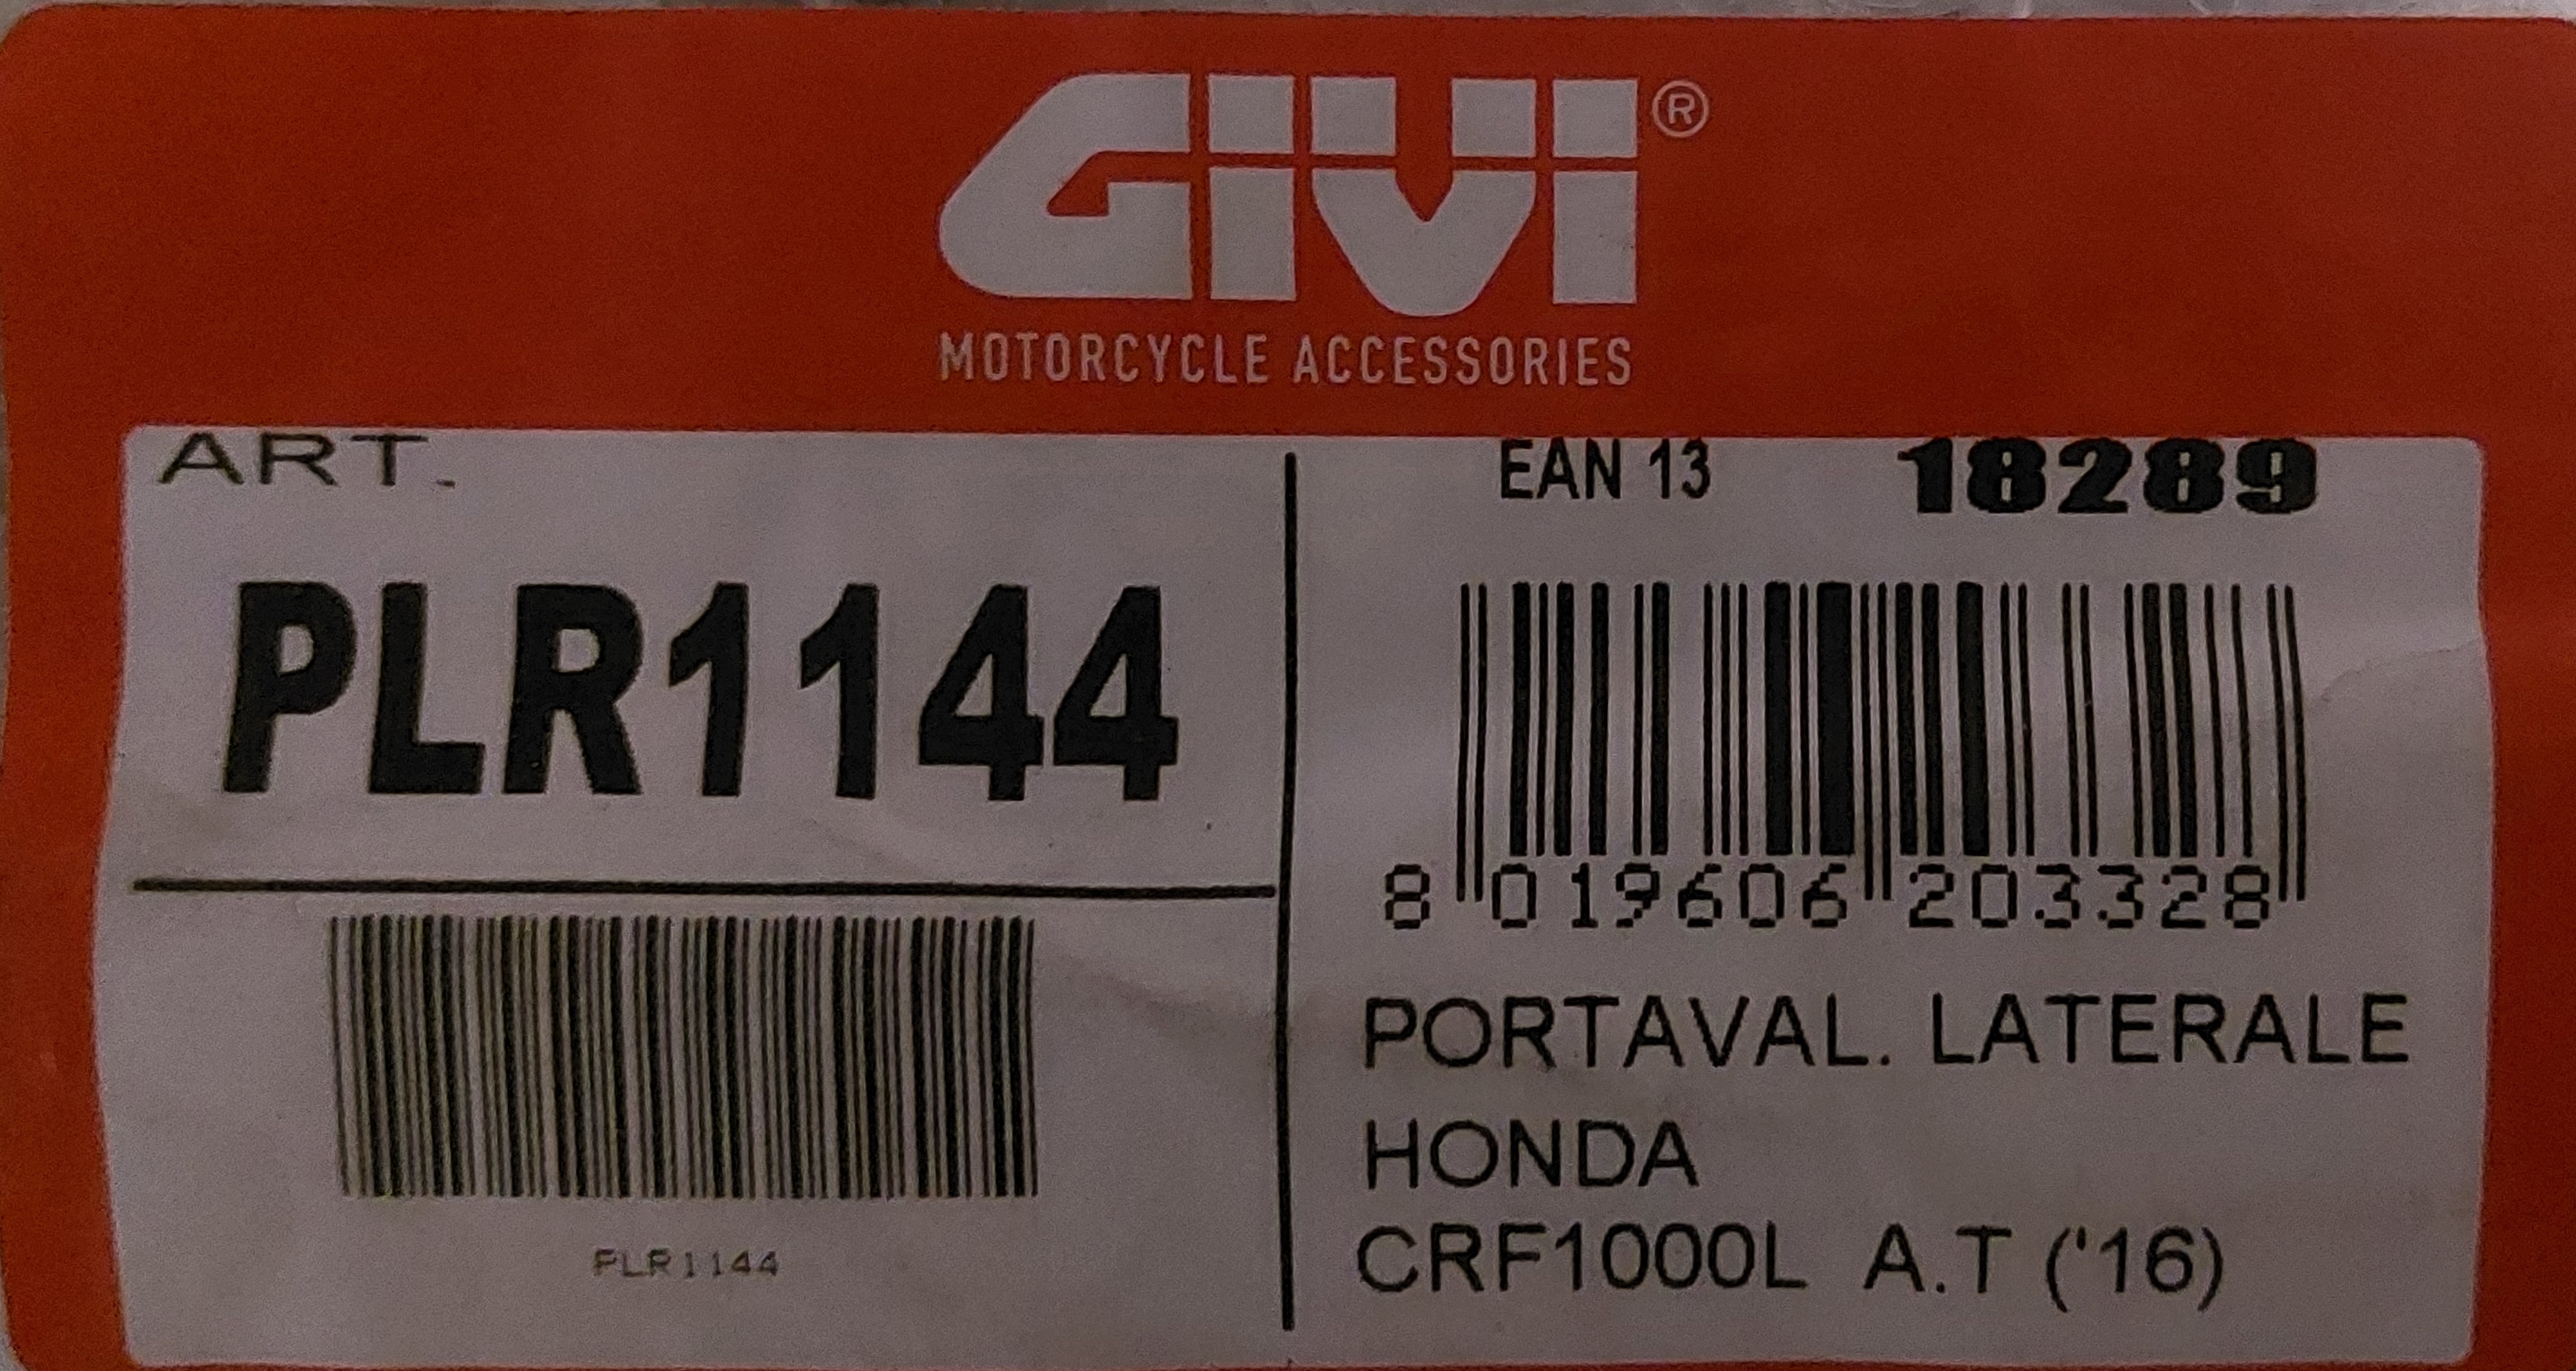 GIVI®
MOTORCYCLE ACCESSORIES
ART.
PLR1144
PLR1144
EAN 13 18289
8 019606 203328
PORTAVAL. LATERALE
HONDA
CRF1000L A.T ('16)